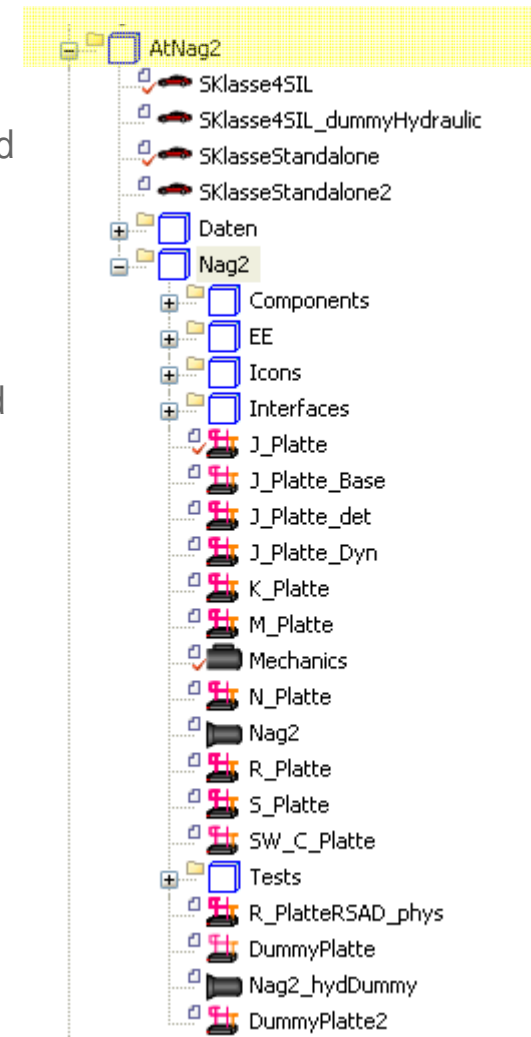 AtNag2
SKlasse4SIL
SKlasse4SIL_dummyHydraulic
d
SKlasseStandalone
SKlasseStandalone2
Daten
Nag2
Components
EE
Icons
d
Interfaces
J_Platte
J_Platte_Base
J_Platte_det
J_Platte_Dyn
K_Platte
M_Platte
Mechanics
N_Platte
Nag2
R_Platte
S_Platte
SW_C_Platte
Tests
R_PlatteRSAD_phys
DummyPlatte
Nag2_hydDummy
DummyPlatte2